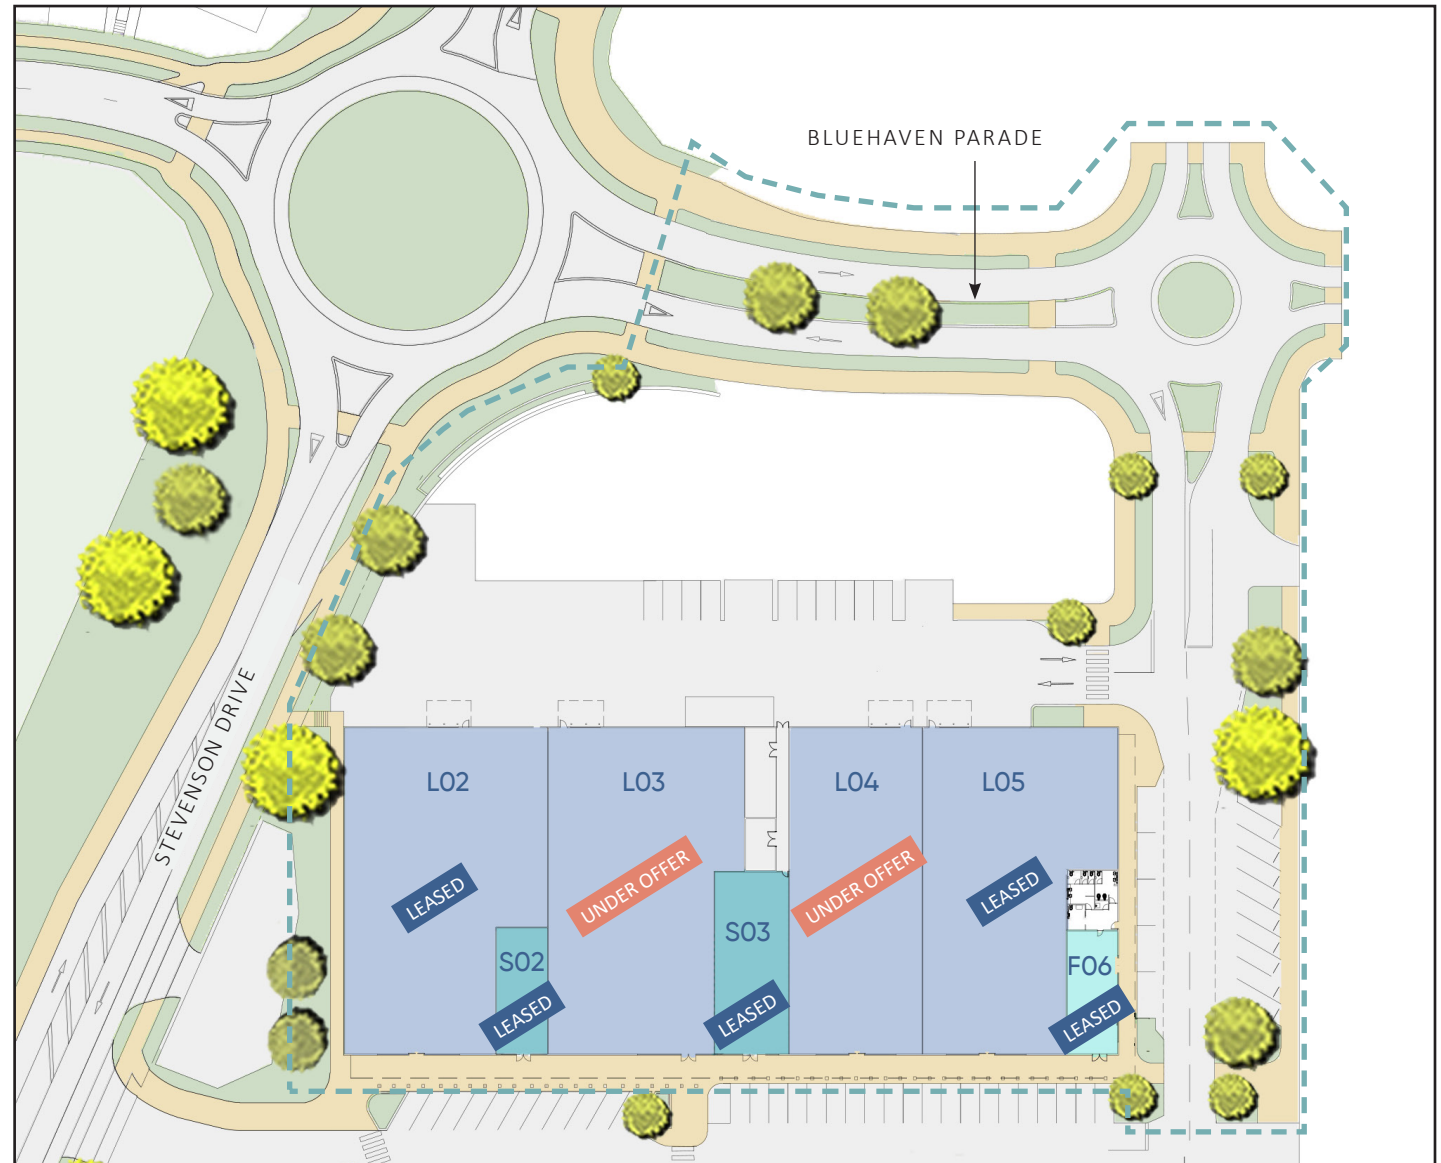 BLUEHAVEN PARADE
STEVENSON DRIVE
L02
L03
L04
L05
LEASED
UNDER OFFER
UNDER OFFER
LEASED
S02
S03
F06
LEASED
LEASED
LEASED